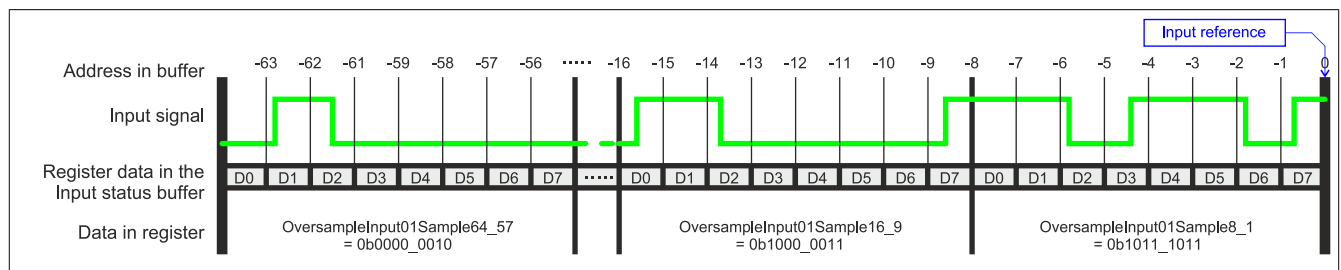 Input reference
Address in buffer -63 -62 -61 -59 -58 -57 -56 ····· -16 -15 -14 -13 -12 -11 -10 -9 -8 -7 -6 -5 -4 -3 -2 -1 0
Input signal
Register data in the
Input status buffer
D0 D1 D2 D3 D4 D5 D6 D7 ····· D0 D1 D2 D3 D4 D5 D6 D7 D0 D1 D2 D3 D4 D5 D6 D7
Data in register
OversampleInput01Sample64_57
= 0b0000_0010
OversampleInput01Sample16_9
= 0b1000_0011
OversampleInput01Sample8_1
= 0b1011_1011